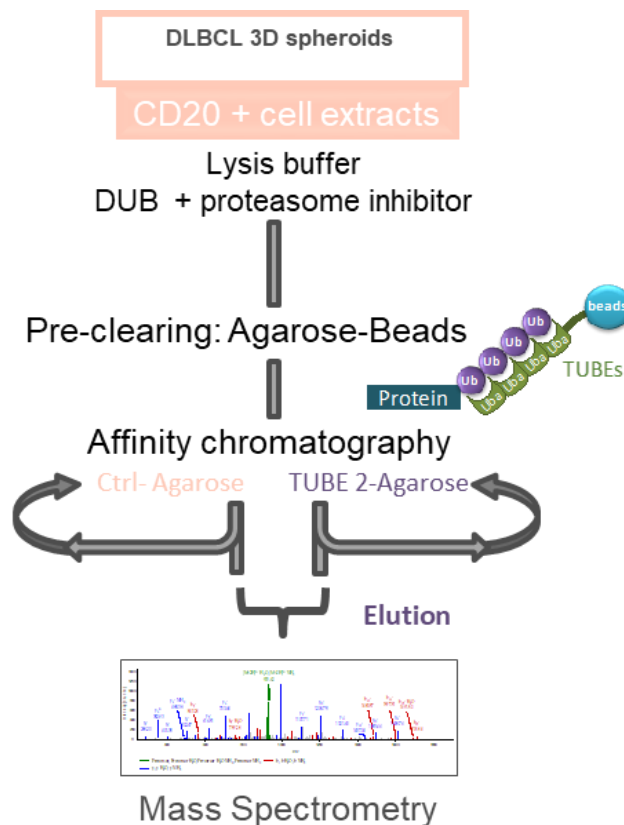 DLBCL 3D spheroids
CD20 + cell extracts
Lysis buffer
DUB + proteasome inhibitor
Pre-clearing: Agarose-Beads
beads
Ub
Ub
Ub
Ub
Uba
Uba
Uba
Uba
TUBEs
Protein
Affinity chromatography
Ctrl- Agarose
TUBE 2-Agarose
Elution
Mass Spectrometry